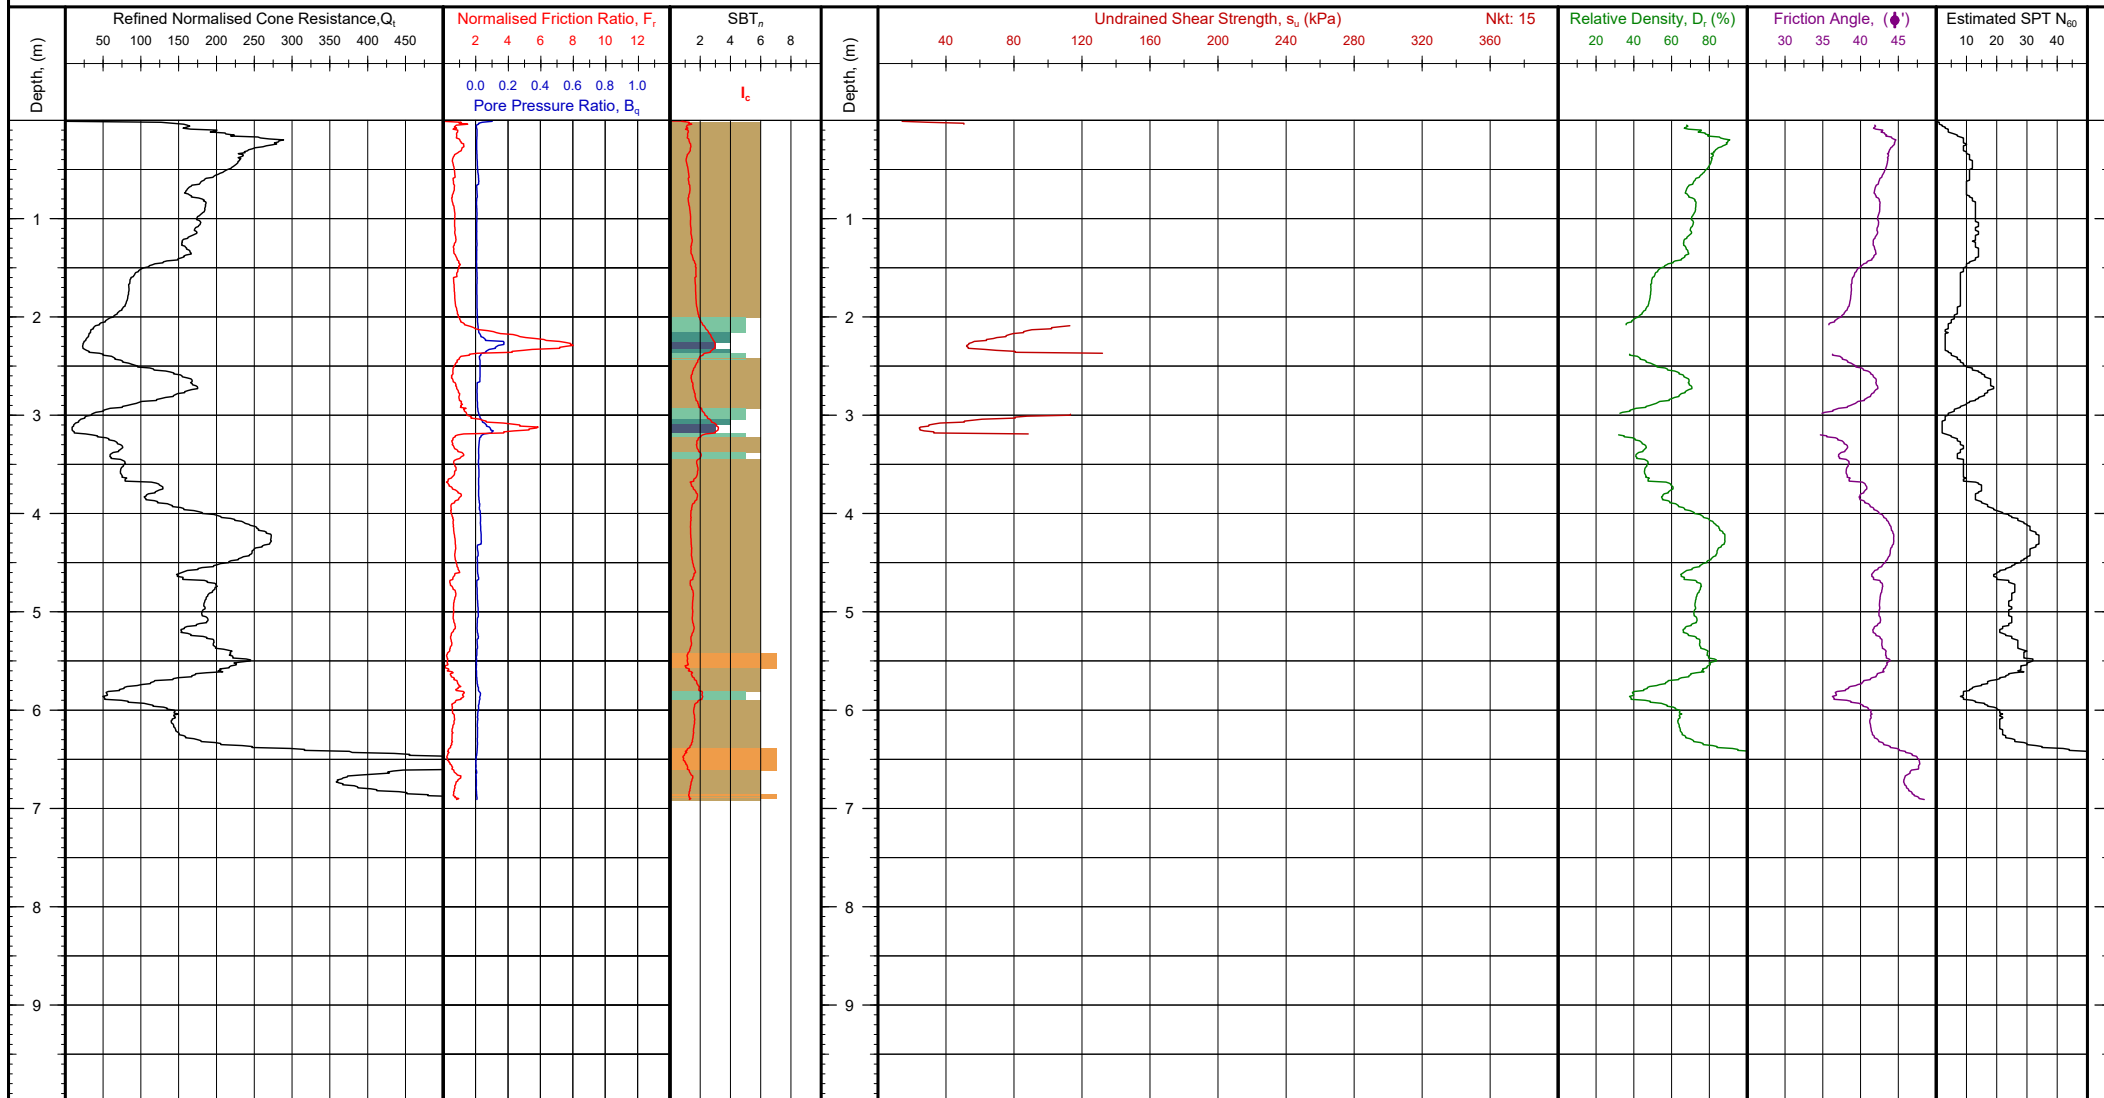 Refined Normalised Cone Resistance,Qt
50 100 150 200 250 300 350 400 450
Normalised Friction Ratio, Fr
2 4 6 8 10 12
0.0 0.2 0.4 0.6 0.8 1.0
Pore Pressure Ratio, Bq
SBTn
2 4 6 8
Ic
Undrained Shear Strength, su (kPa) Nkt: 15
40 80 120 160 200 240 280 320 360
Relative Density, Dr (%)
20 40 60 80
Friction Angle, (ϕ')
30 35 40 45
Estimated SPT N60
10 20 30 40
Depth, (m)
Depth, (m)
1 1
2 2
3 3
4 4
5 5
6 6
7 7
8 8
9 9